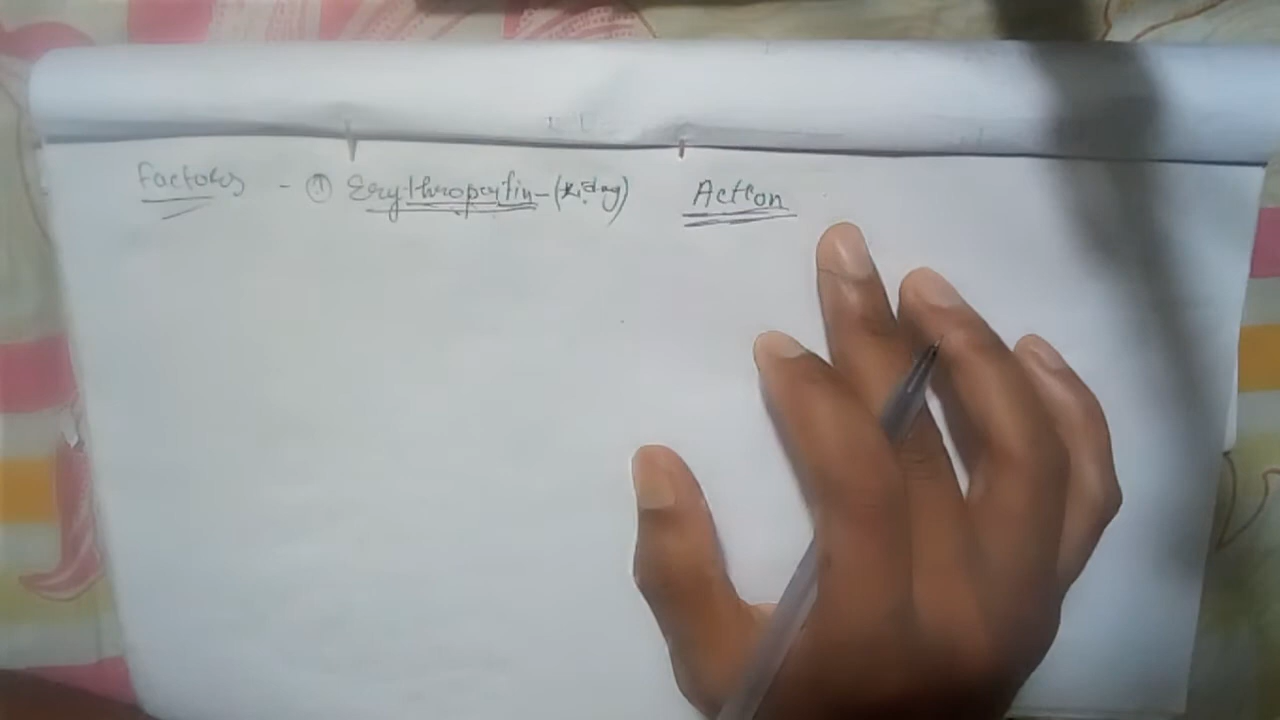 Factors - ① Erythropoitin - (Kidney) Action